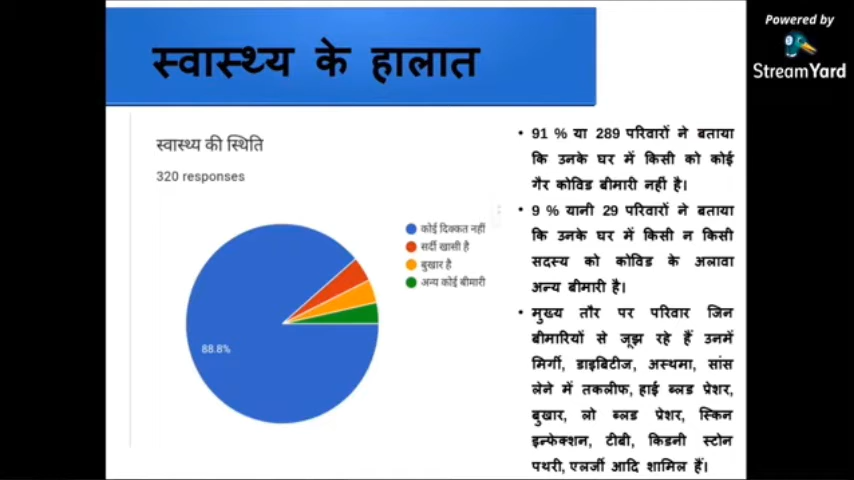 स्वास्थ्य के हालात
Powered by
StreamYard
स्वास्थ्य की स्थिति
320 responses
कोई दिक्कत नहीं
सर्दी खासी है
बुखार है
अन्य कोई बीमारी
88.8%
• 91 % या 289 परिवारों ने बताया
कि उनके घर में किसी को कोई
गैर कोविड बीमारी नहीं है।
• 9 % यानी 29 परिवारों ने बताया
कि उनके घर में किसी न किसी
सदस्य को कोविड के अलावा
अन्य बीमारी है।
• मुख्य तौर पर परिवार जिन
बीमारियों से जूझ रहे हैं उनमें
मिर्गी, डाइबिटीज, अस्थमा, सांस
लेने में तकलीफ, हाई ब्लड प्रेशर,
बुखार, लो ब्लड प्रेशर, स्किन
इन्फेक्शन, टीबी, किडनी स्टोन
पथरी, एलर्जी आदि शामिल हैं।